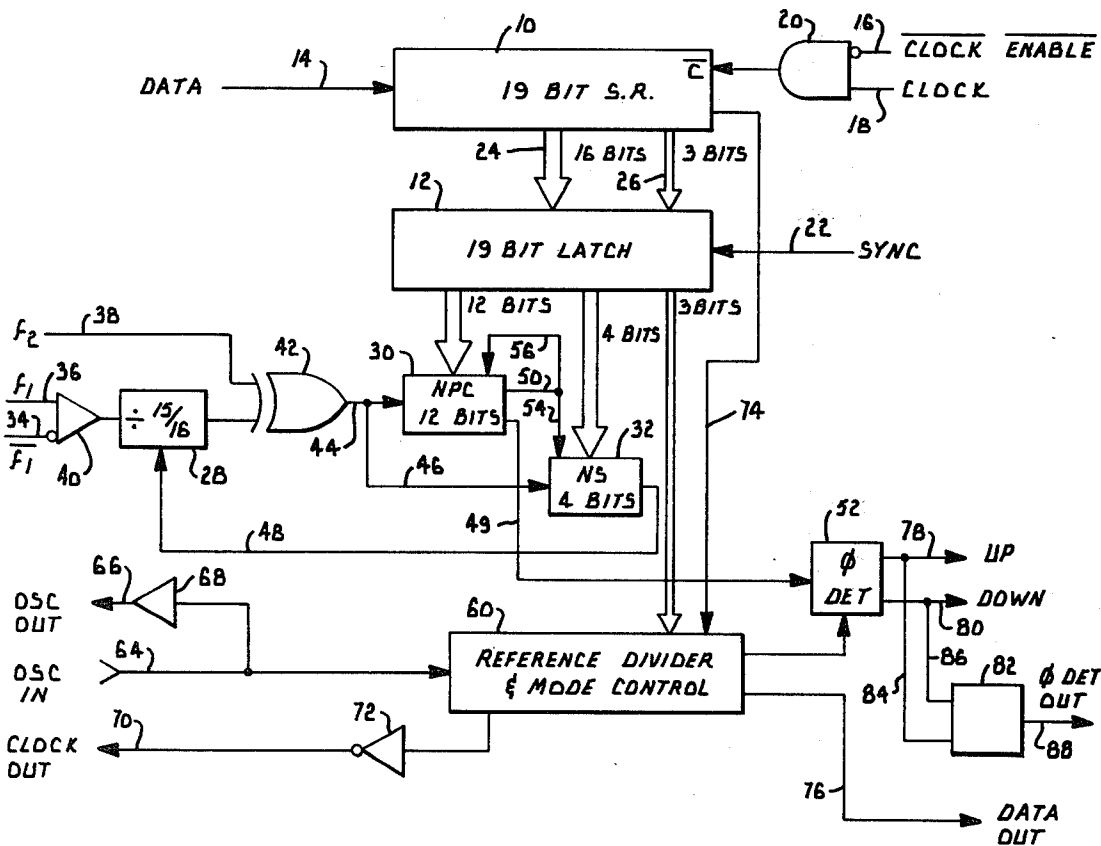 10
20
16
CLOCK ENABLE
DATA
14
C
19 BIT S.R.
CLOCK
18
24
16 BITS
3 BITS
26
12
19 BIT LATCH
22
SYNC
12 BITS
4 BITS
3 BITS
f2
38
42
30
56
f1
36
NPC
12 BITS
50
54
÷ 15/16
34
f1
40
28
44
32
74
46
NS
4 BITS
49
48
52
78
UP
φ
DET
DOWN
80
66
68
OSC
OUT
60
86
64
OSC
IN
REFERENCE DIVIDER
& MODE CONTROL
82
φ DET
OUT
84
88
70
72
CLOCK
OUT
76
DATA
OUT